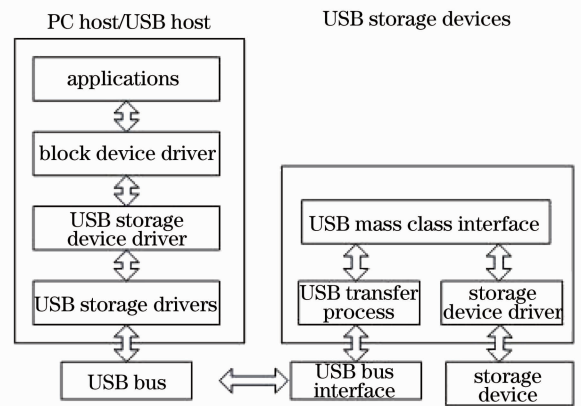 PC host/USB host
applications
block device driver
USB storage
device driver
USB storage drivers
USB bus
USB storage devices
USB mass class interface
USB transfer
process
storage
device driver
USB bus
interface
storage
device